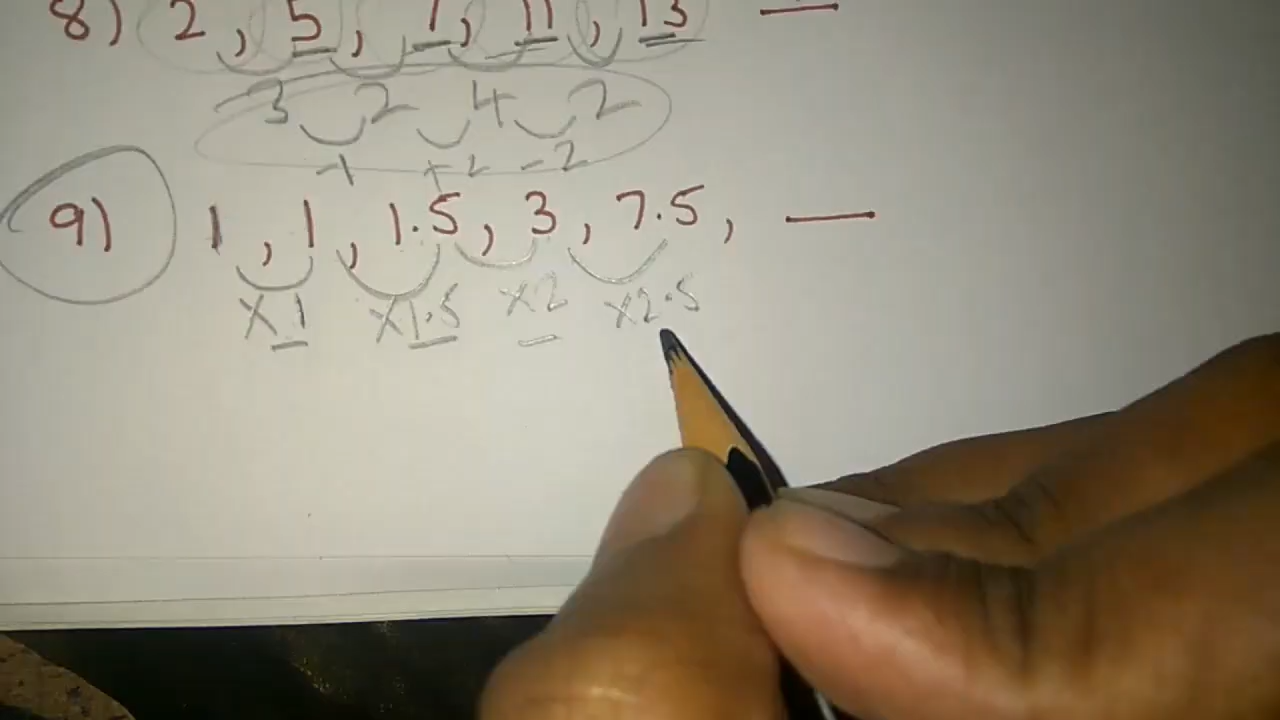 8) 2, 5, 7, 11, 13 —
3 2 4 2
-1 +2 -2
9) 1, 1, 1.5, 3, 7.5, —
x1 x1.5 x2 x2.5